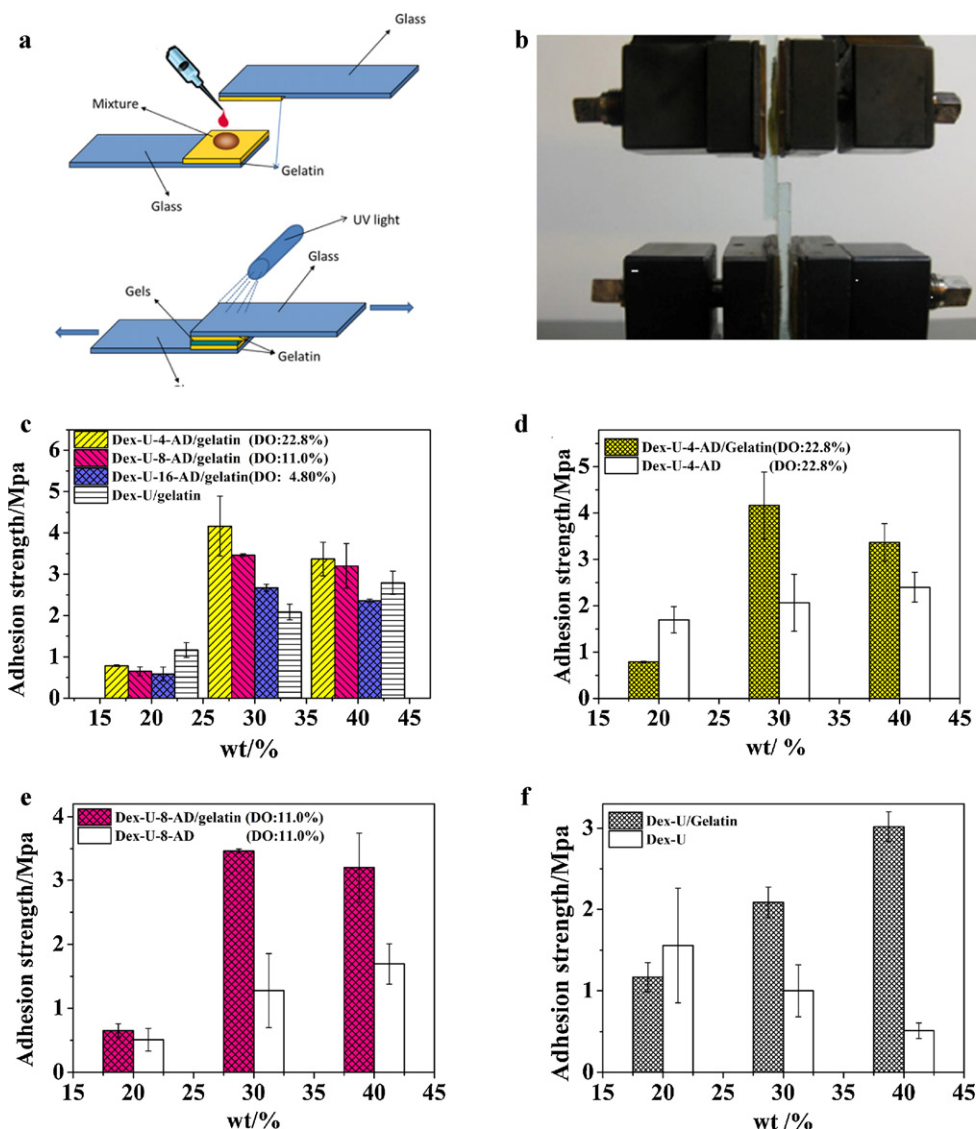 a
Glass
Mixture
Gelatin
Glass
UV light
Glass
Gels
Gelatin
b
c
Dex-U-4-AD/gelatin (DO:22.8%)
Dex-U-8-AD/gelatin (DO:11.0%)
Dex-U-16-AD/gelatin(DO: 4.80%)
Dex-U/gelatin
Adhesion strength/Mpa
6
5
4
3
2
1
0
15 20 25 30 35 40 45
wt/%
d
Dex-U-4-AD/Gelatin(DO:22.8%)
Dex-U-4-AD (DO:22.8%)
Adhesion strength/Mpa
5
4
3
2
1
0
15 20 25 30 35 40 45
wt/ %
e
Dex-U-8-AD/gelatin (DO:11.0%)
Dex-U-8-AD (DO:11.0%)
Adhesion strength/Mpa
4
3
2
1
0
15 20 25 30 35 40 45
wt/%
f
Dex-U/Gelatin
Dex-U
Adhesion strength/Mpa
3
2
1
0
15 20 25 30 35 40 45
wt /%